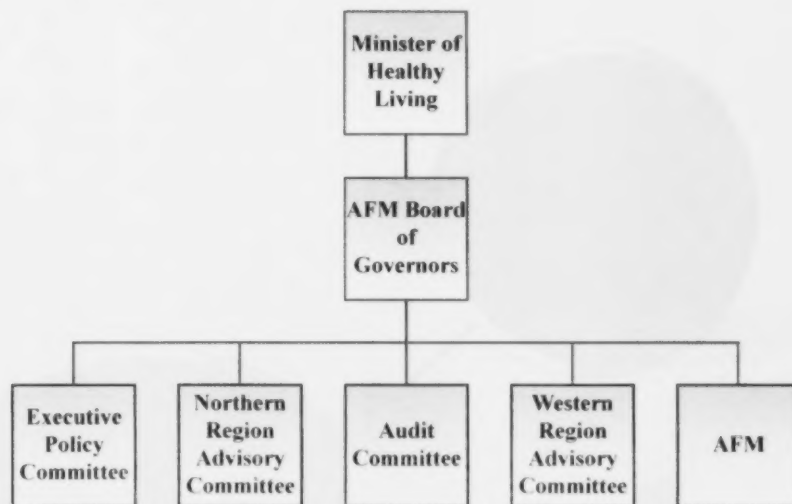 Minister of
Healthy
Living
AFM Board
of
Governors
Executive
Policy
Committee
Northern
Region
Advisory
Committee
Audit
Committee
Western
Region
Advisory
Committee
AFM